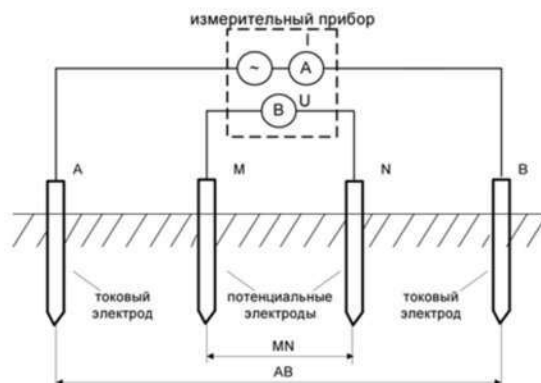 измерительный прибор
I
~ A
B U
A M N B
токовый
электрод
потенциальные
электроды
токовый
электрод
MN
AB